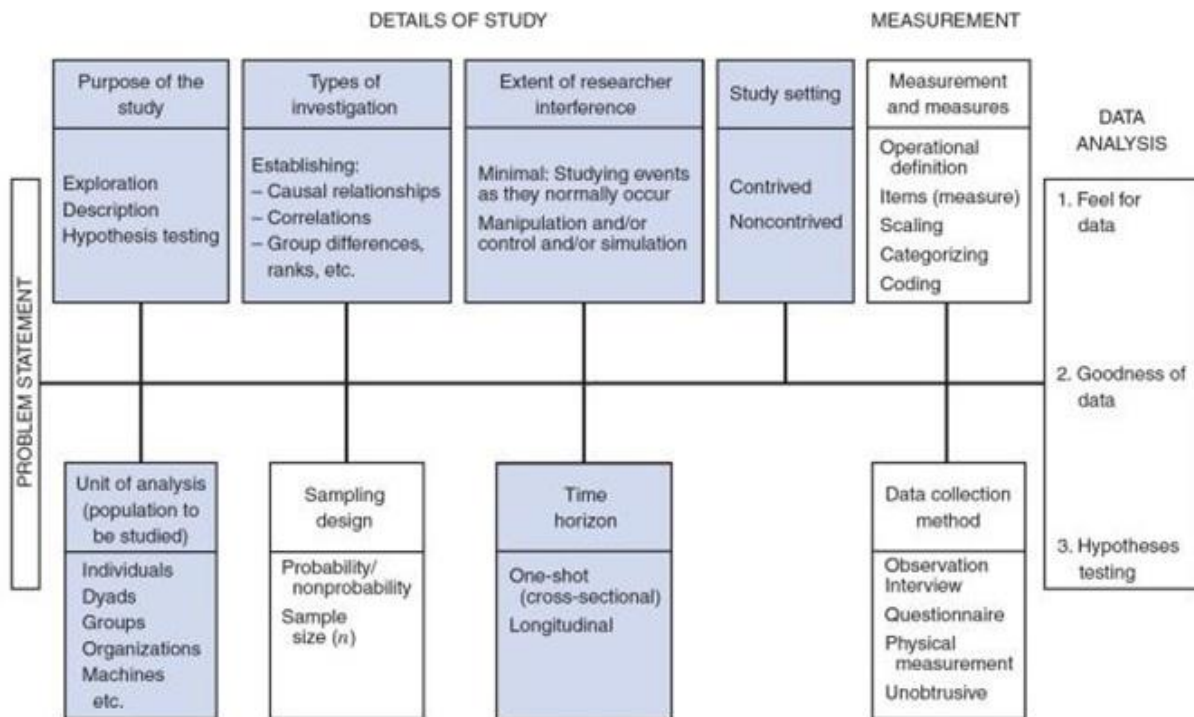 DETAILS OF STUDY
MEASUREMENT
Purpose of the
study
Exploration
Description
Hypothesis testing
Types of
investigation
Establishing:
– Causal relationships
– Correlations
– Group differences,
ranks, etc.
Extent of researcher
interference
Minimal: Studying events
as they normally occur
Manipulation and/or
control and/or simulation
Study setting
Contrived
Noncontrived
Measurement
and measures
Operational
definition
Items (measure)
Scaling
Categorizing
Coding
DATA
ANALYSIS
1. Feel for
data
2. Goodness of
data
3. Hypotheses
testing
PROBLEM STATEMENT
Unit of analysis
(population to
be studied)
Individuals
Dyads
Groups
Organizations
Machines
etc.
Sampling
design
Probability/
nonprobability
Sample
size (n)
Time
horizon
One-shot
(cross-sectional)
Longitudinal
Data collection
method
Observation
Interview
Questionnaire
Physical
measurement
Unobtrusive